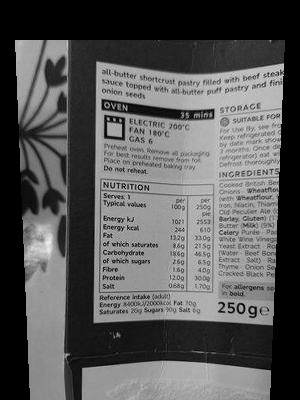 all-butter shortcrust pastry filled with beef steak
sauce topped with all-butter puff pastry and fini
onion seeds
OVEN 35 mins
ELECTRIC 200°C
FAN 180°C
GAS 6
Preheat oven. Remove all packaging.
For best results remove from foil.
Place on preheated baking tray.
Do not reheat.
NUTRITION
Serves: 1
Typical values per 100g per 250g pie
Energy kJ 1021 2553
Energy kcal 244 610
Fat 13.2g 33.0g
of which saturates 8.6g 21.5g
Carbohydrate 18.6g 46.5g
of which sugars 2.6g 6.5g
Fibre 1.6g 4.0g
Protein 12.0g 30.0g
Salt 0.68g 1.70g
Reference intake (adult)
Energy 8400kJ/2000kcal Fat 70g
Saturates 20g Sugars 90g Salt 6g
STORAGE
SUITABLE FOR
For Use By, see fro
Keep refrigerated
by date mark show
3 months. Once de
refrigerator) eat wi
Defrost thoroughly
INGREDIENTS
Cooked British Be
Onions · Wheatflo
Iron, Niacin, Thiam
Old Peculier Ale (
Barley, Gluten) (1
Butter (Milk) (9%
Celery Purée · Pa
White Wine Vinega
Yeast Extract · Ro
(Water · Beef Bon
Extract · Salt) · Ra
Thyme · Onion Se
Cracked Black Pe
For allergens se
in bold.
250g℮